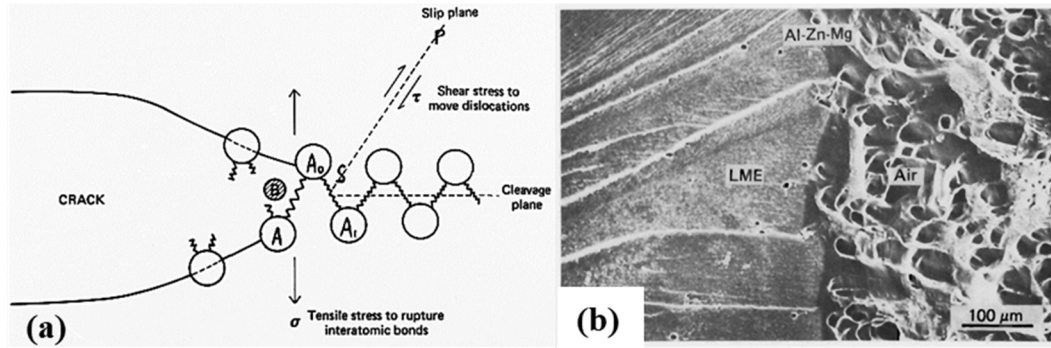 Slip plane
P
τ
Shear stress to
move dislocations
A₀
S
B
CRACK
Cleavage
plane
A
A₁
σ Tensile stress to rupture
interatomic bonds
(a)
Al-Zn-Mg
LME
Air
100 μm
(b)